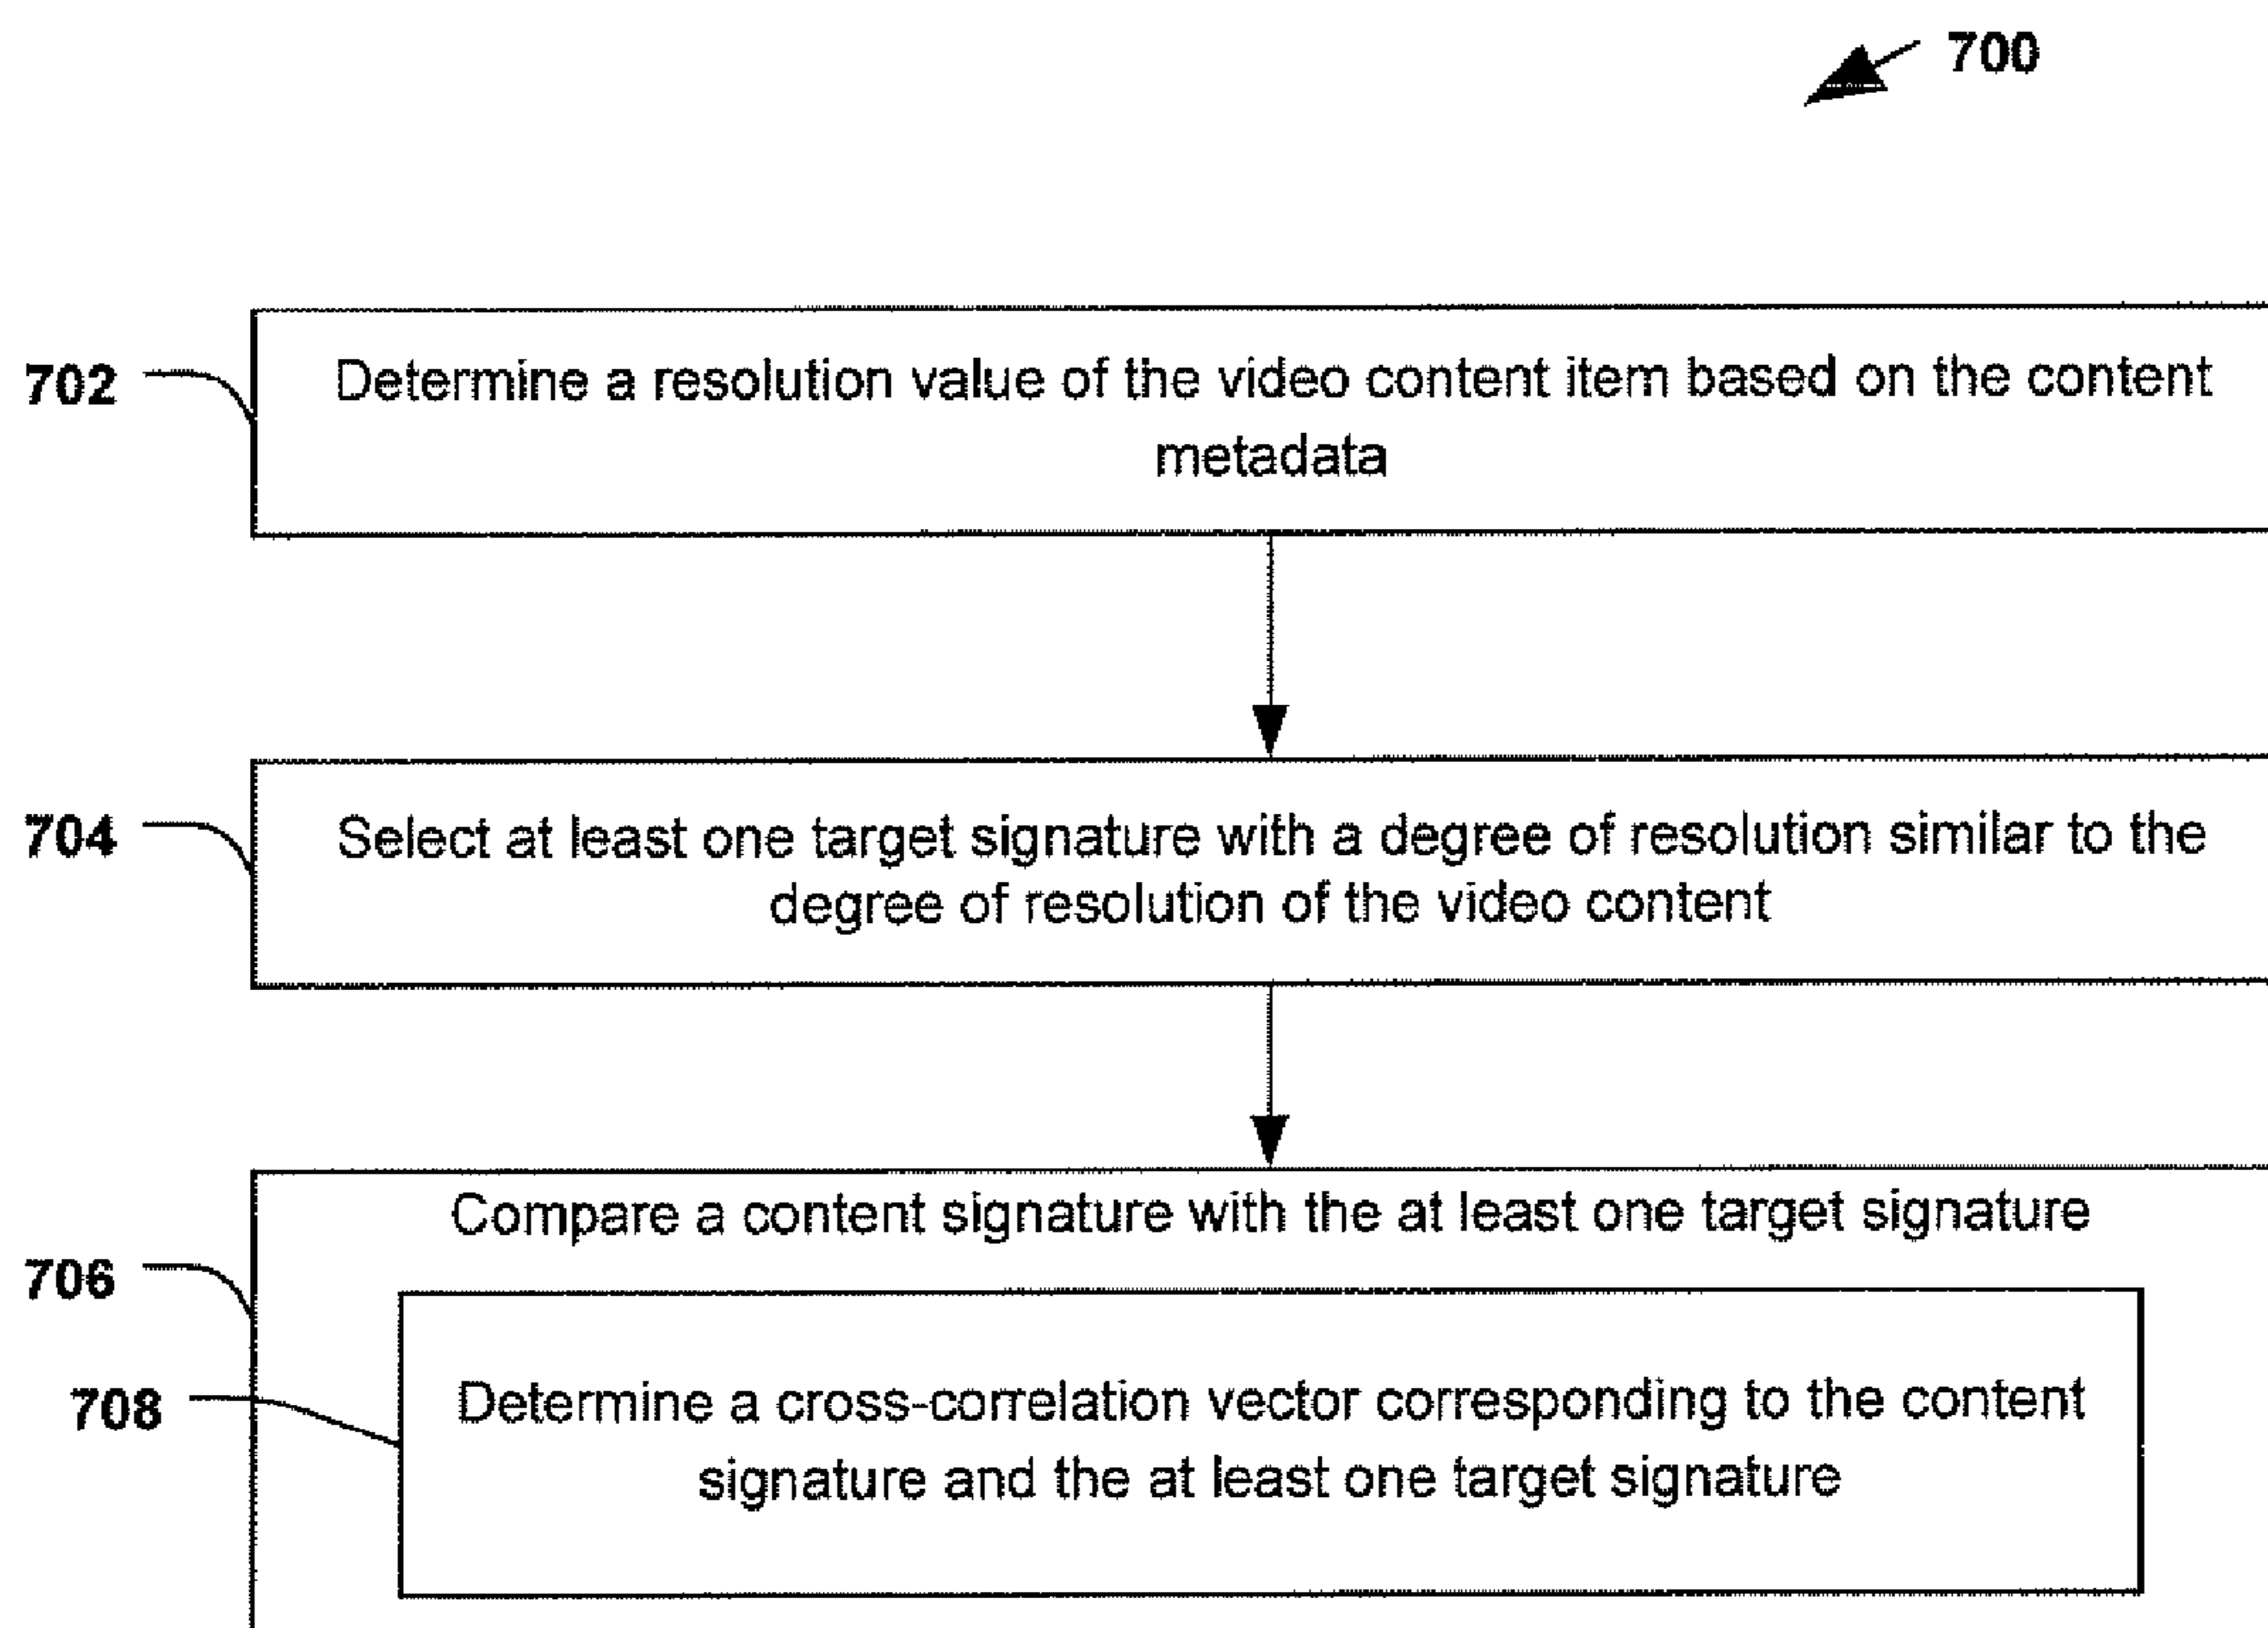 700
702
Determine a resolution value of the video content item based on the content
metadata
704
Select at least one target signature with a degree of resolution similar to the
degree of resolution of the video content
706
Compare a content signature with the at least one target signature
708
Determine a cross-correlation vector corresponding to the content
signature and the at least one target signature